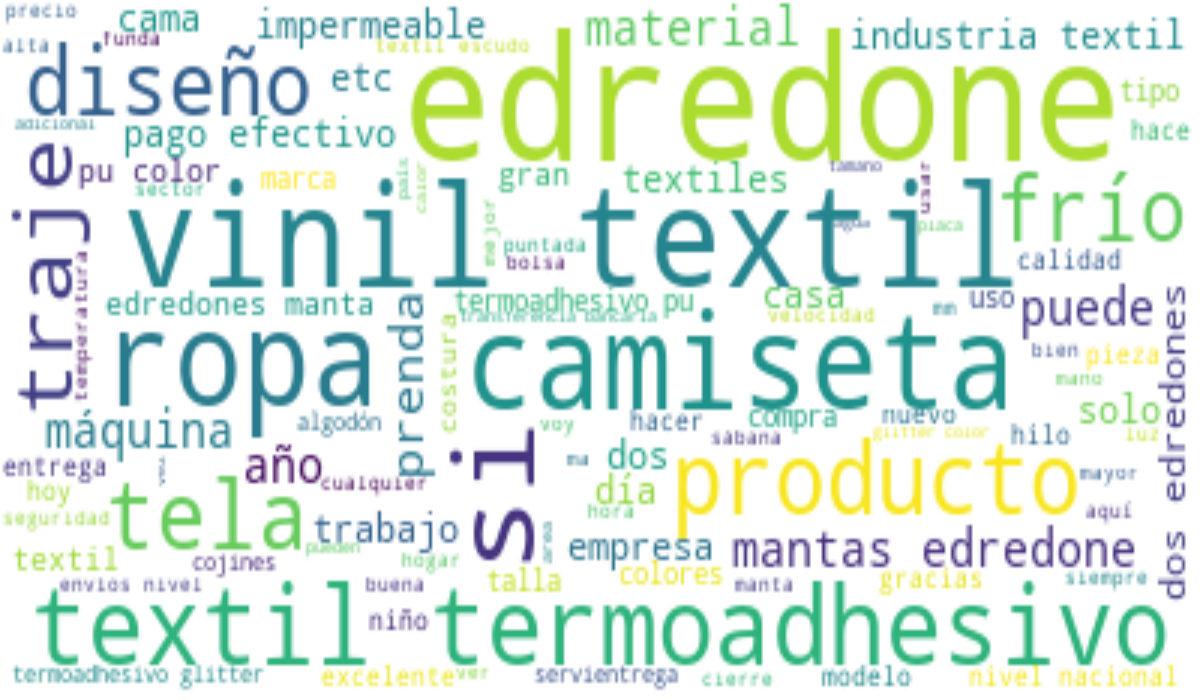 precio
cama
impermeable
material
industria textil
alta
funda
textil escudo
diseño
etc
edredone
tipo
adicional
pago efectivo
hace
traje
pu color
sector
marca
país
calor
gran
textiles
tamano
usar
frío
vinil textil
mejor
puntada
bolsa
agua
placa
calidad
temperatura
edredones manta
prenda
termoadhesivo pu
transferencia bancaria
casa
velocidad
mm
uso
puede
ropa
costura
camiseta
bien
pieza
mano
dos edredones
máquina
algodón
voy
hacer
compra
nuevo
solo
sábana
glitter color
hilo
luz
entrega
año
cualquier
si
ma
dos
producto
mayor
hoy
tela
día
hora
aquí
seguridad
trabajo
area
empresa
mantas edredone
textil
cojines
pueden
hogar
talla
colores
manta
gracias
siempre
envios nivel
buena
niño
textil termoadhesivo
termoadhesivo glitter
excelente
ver
servientrega
cierre
modelo
nivel nacional